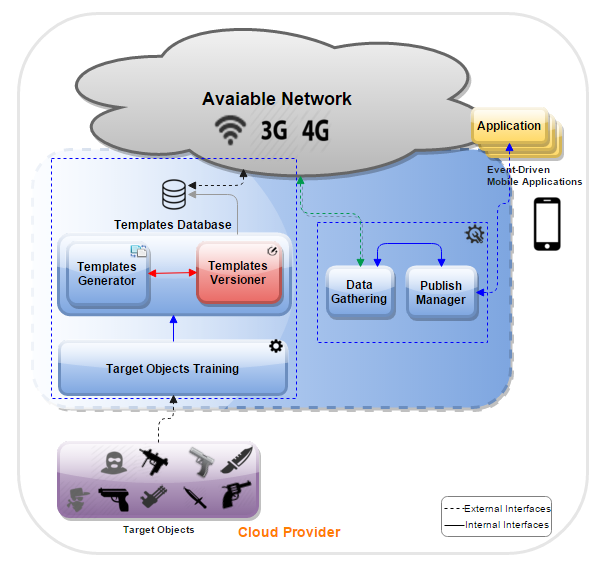 Avaiable Network
3G 4G
Application
Event-Driven
Mobile Applications
Templates Database
Templates
Generator
Templates
Versioner
Data
Gathering
Publish
Manager
Target Objects Training
Target Objects
Cloud Provider
External Interfaces
Internal Interfaces